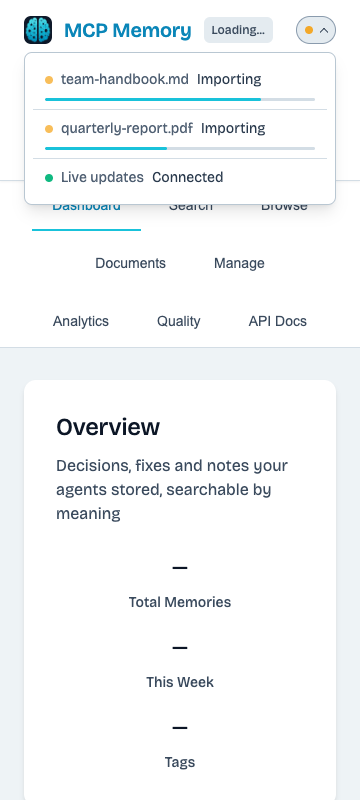 MCP Memory Loading...
team-handbook.md Importing
quarterly-report.pdf Importing
Live updates Connected
Dashboard Search Browse
Documents Manage
Analytics Quality API Docs
Overview
Decisions, fixes and notes your
agents stored, searchable by
meaning
—
Total Memories
—
This Week
—
Tags